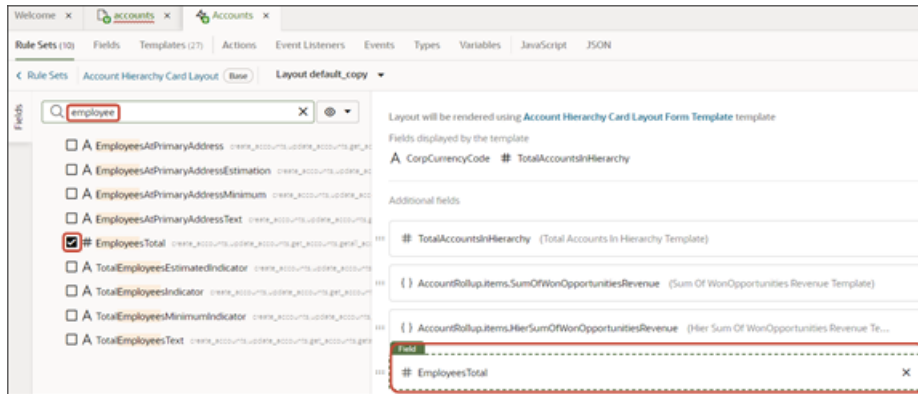 Welcome × accounts × Accounts ×
Rule Sets (10) Fields Templates (27) Actions Event Listeners Events Types Variables JavaScript JSON
Rule Sets Account Hierarchy Card Layout Base Layout default_copy
Fields
employee
EmployeesAtPrimaryAddress
EmployeesAtPrimaryAddressEstimation
EmployeesAtPrimaryAddressMinimum
EmployeesAtPrimaryAddressText
# EmployeesTotal
TotalEmployeesEstimatedIndicator
TotalEmployeesIndicator
TotalEmployeesMinimumIndicator
TotalEmployeesText
Layout will be rendered using Account Hierarchy Card Layout Form Template template
Fields displayed by the template
A CorpCurrencyCode # TotalAccountsInHierarchy
Additional fields
# TotalAccountsInHierarchy (Total Accounts In Hierarchy Template)
{ } AccountRollup.items.SumOfWonOpportunitiesRevenue (Sum Of WonOpportunities Revenue Template)
{ } AccountRollup.items.HierSumOfWonOpportunitiesRevenue (Hier Sum Of WonOpportunities Revenue Te...
Field
# EmployeesTotal ×